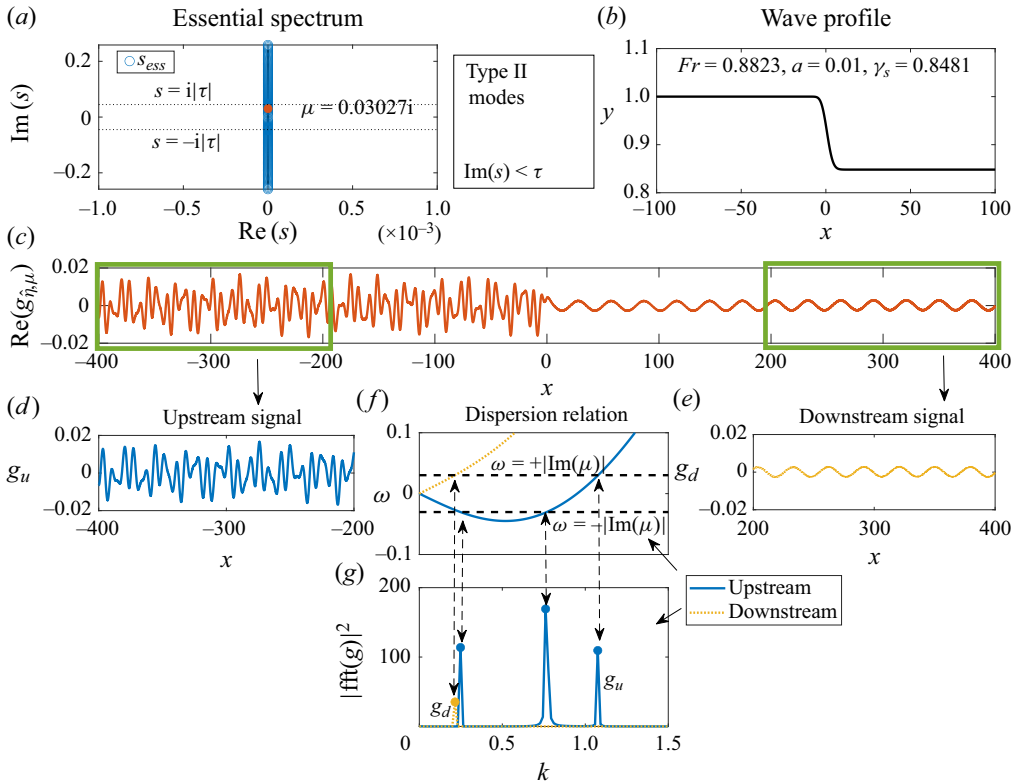 (a) Essential spectrum
0.2
0
−0.2
Im (s)
s_ess
s = i|τ|
μ = 0.03027i
s = −i|τ|
−1.0 −0.5 0 0.5 1.0
Re (s) (×10⁻³)
Type II
modes
Im(s) < τ
(b) Wave profile
1.1
1.0
0.9
0.8
y
Fr = 0.8823, a = 0.01, γ_s = 0.8481
−100 −50 0 50 100
x
(c)
0.02
0
−0.02
Re(g_η̂,μ)
−400 −300 −200 −100 0 100 200 300 400
x
(d) Upstream signal
0.02
0
−0.02
g_u
−400 −300 −200
x
(f) Dispersion relation
0.1
0
−0.1
ω
ω = +|Im(μ)|
ω = −|Im(μ)|
(e) Downstream signal
0.02
0
−0.02
g_d
200 300 400
x
(g)
200
100
|fft(g)|²
g_d
g_u
0 0.5 1.0 1.5
k
Upstream
Downstream